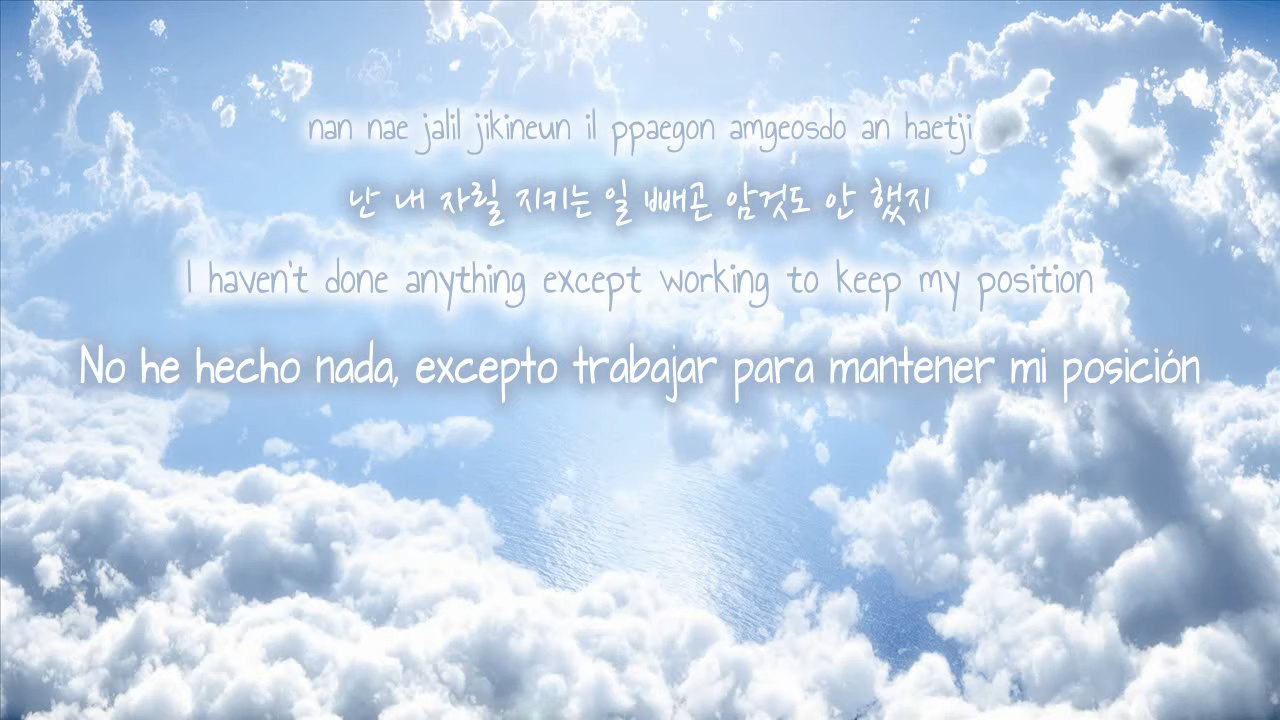 nan nae jalil jikineun il ppaegon amgeosdo an haetji
난 내 자릴 지키는 일 빼곤 암것도 안 했지
I haven't done anything except working to keep my position
No he hecho nada, excepto trabajar para mantener mi posición